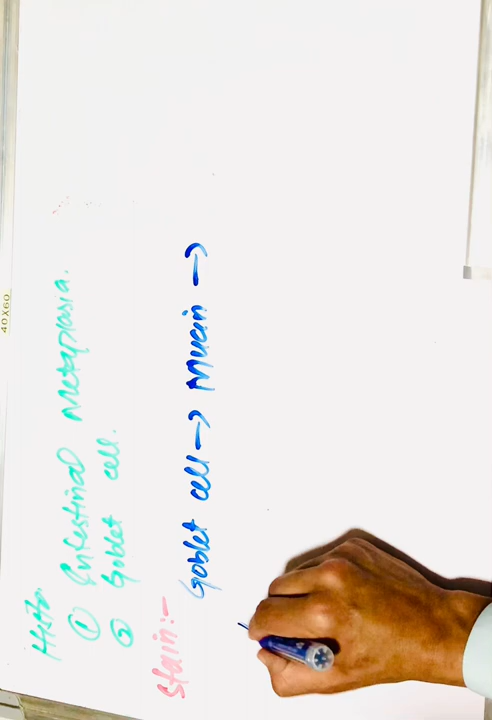 Histo
① Intestinal Metaplasia.
② Goblet cell.
Stain:-
Goblet cell → Mucin →
40X60